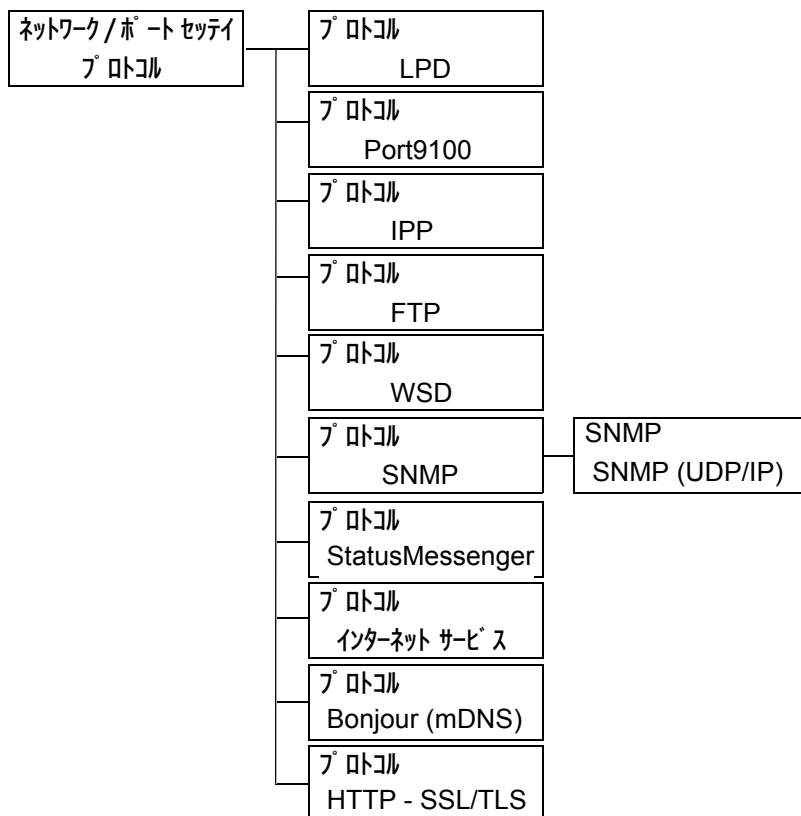 ﾈｯﾄﾜｰｸ / ﾎﾟｰﾄ ｾｯﾃｲ
ﾌﾟﾛﾄｺﾙ
ﾌﾟﾛﾄｺﾙ
LPD
ﾌﾟﾛﾄｺﾙ
Port9100
ﾌﾟﾛﾄｺﾙ
IPP
ﾌﾟﾛﾄｺﾙ
FTP
ﾌﾟﾛﾄｺﾙ
WSD
ﾌﾟﾛﾄｺﾙ
SNMP
SNMP
SNMP (UDP/IP)
ﾌﾟﾛﾄｺﾙ
StatusMessenger
ﾌﾟﾛﾄｺﾙ
ｲﾝﾀｰﾈｯﾄ ｻｰﾋﾞｽ
ﾌﾟﾛﾄｺﾙ
Bonjour (mDNS)
ﾌﾟﾛﾄｺﾙ
HTTP - SSL/TLS